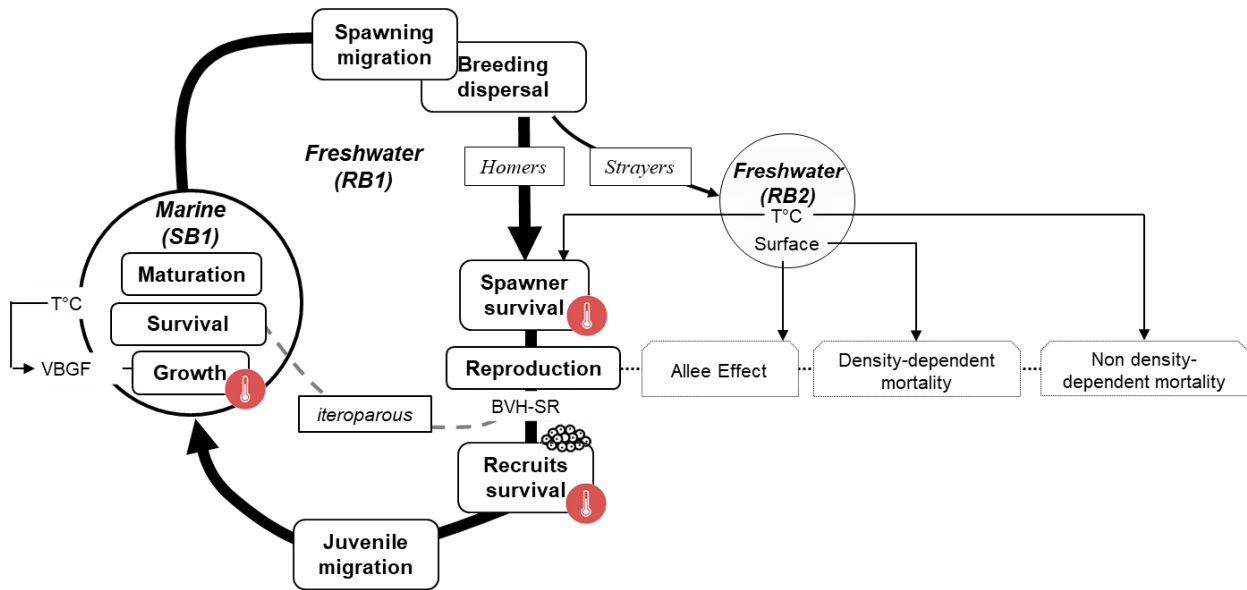 Spawning
migration
Breeding
dispersal
Freshwater
(RB1)
Homers
Strayers
Freshwater
(RB2)
T°C
Surface
Marine
(SB1)
Maturation
Survival
Growth
T°C
VBGF
Spawner
survival
Reproduction
Allee Effect
Density-dependent
mortality
Non density-
dependent mortality
iteroparous
BVH-SR
Recruits
survival
Juvenile
migration